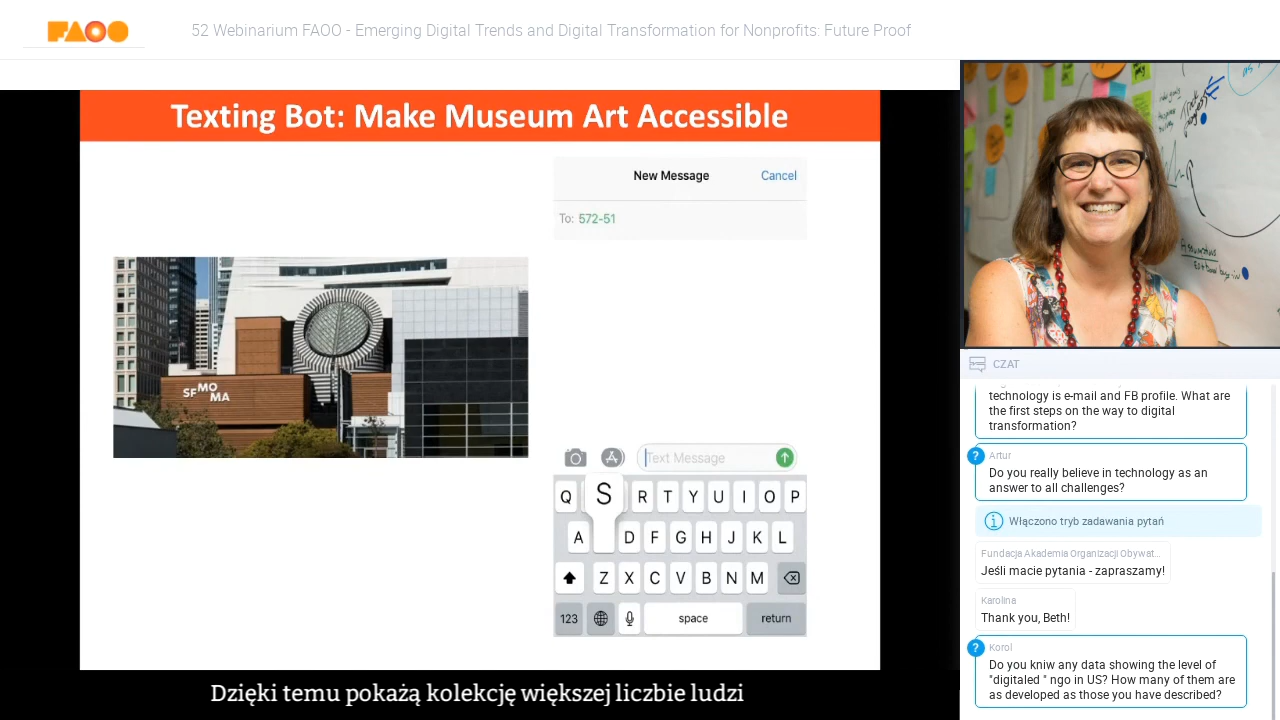 FAOO
52 Webinarium FAOO - Emerging Digital Trends and Digital Transformation for Nonprofits: Future Proof
Texting Bot: Make Museum Art Accessible
New Message Cancel
To: 572-51
SF MO MA
Text Message
Q S R T Y U I O P
A D F G H J K L
Z X C V B N M
123 space return
Dzięki temu pokażą kolekcję większej liczbie ludzi
CZAT
technology is e-mail and FB profile. What are
the first steps on the way to digital
transformation?
? Artur
Do you really believe in technology as an
answer to all challenges?
Włączono tryb zadawania pytań
Fundacja Akademia Organizacji Obywat...
Jeśli macie pytania - zapraszamy!
Karolina
Thank you, Beth!
? Korol
Do you kniw any data showing the level of
"digitaled " ngo in US? How many of them are
as developed as those you have described?